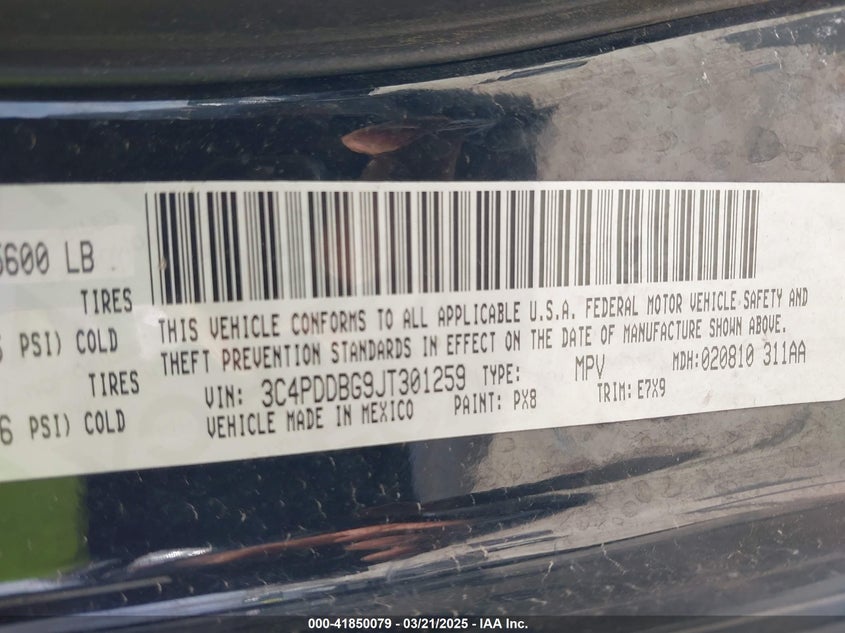 5600 LB
TIRES
PSI) COLD
TIRES
6 PSI) COLD
THIS VEHICLE CONFORMS TO ALL APPLICABLE U.S.A. FEDERAL MOTOR VEHICLE SAFETY AND
THEFT PREVENTION STANDARDS IN EFFECT ON THE DATE OF MANUFACTURE SHOWN ABOVE.
VIN: 3C4PDDBG9JT301259 TYPE: MPV MDH:020810 311AA
VEHICLE MADE IN MEXICO PAINT: PX8 TRIM: E7X9
000-41850079 - 03/21/2025 - IAA Inc.